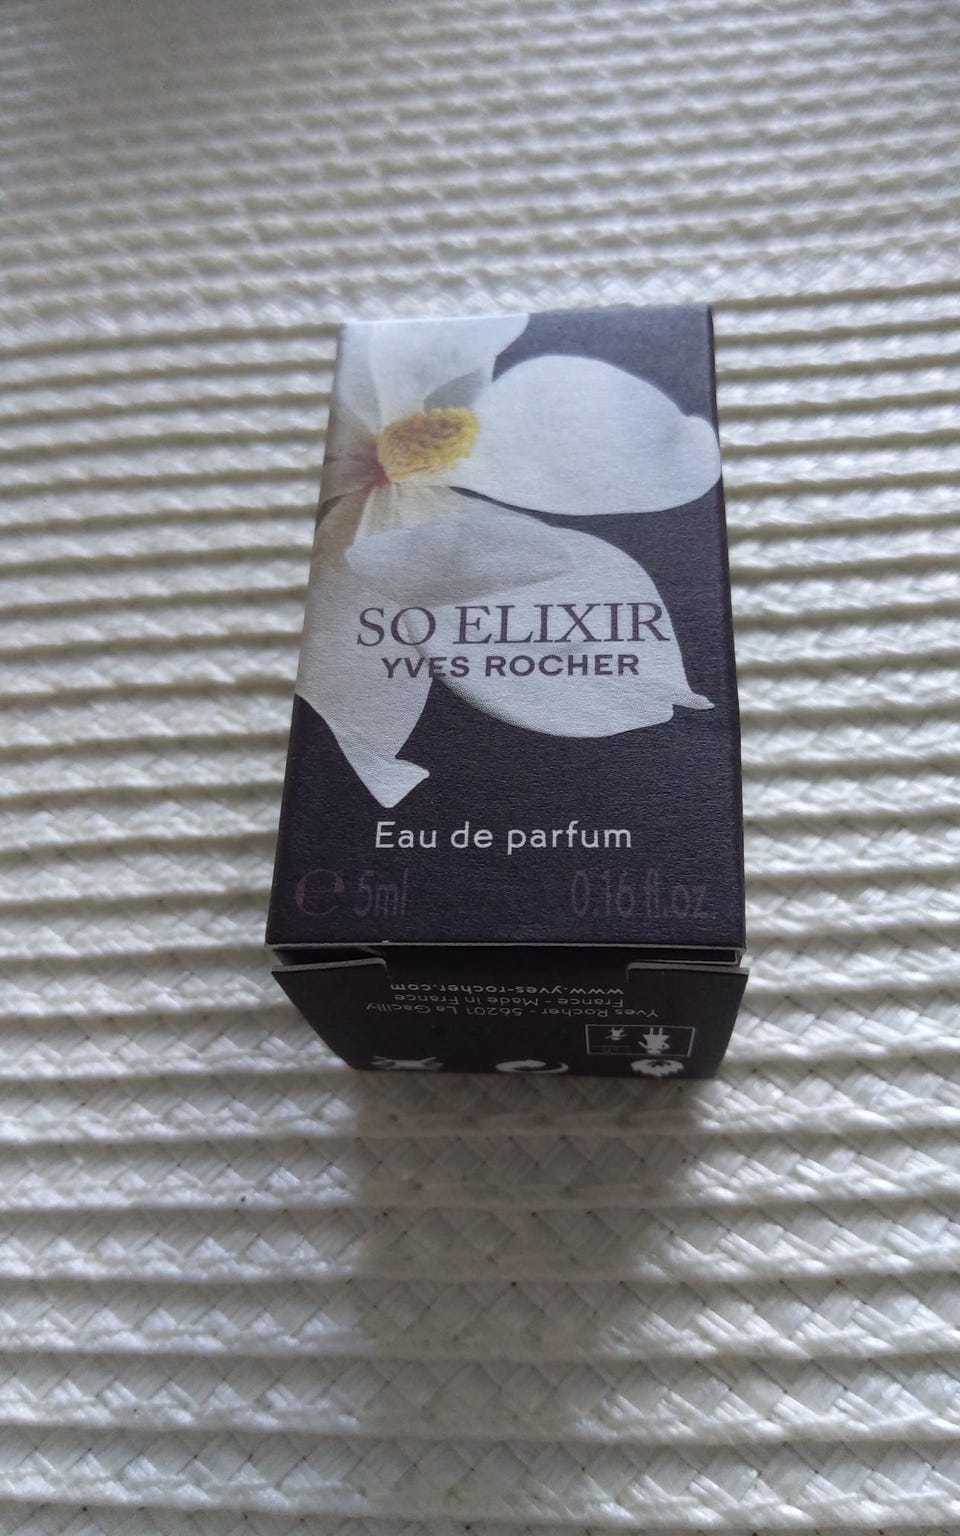 SO ELIXIR
YVES ROCHER
Eau de parfum
e 5ml 0.16 fl.oz.
Yves Rocher - 56201 La Gacilly
France - Made in France
www.yves-rocher.com